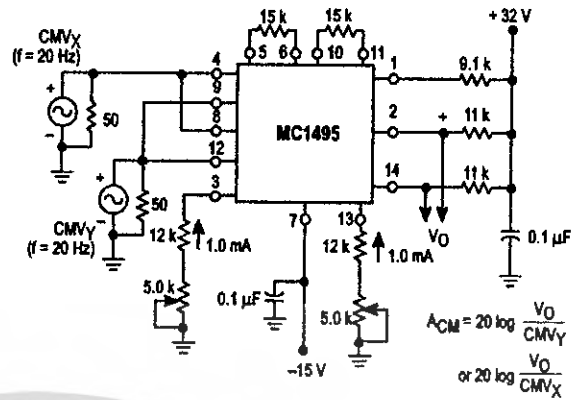 15 k
15 k
+ 32 V
CMVX
(f = 20 Hz)
4
5
6
10
11
1
9.1 k
+
–
50
9
8
12
3
MC1495
2
+
11 k
14
11 k
VO
0.1 µF
+
–
50
CMVY
(f = 20 Hz)
12 k
1.0 mA
5.0 k
7
13
0.1 µF
–15 V
12 k
1.0 mA
5.0 k
ACM = 20 log VO
CMVY
or 20 log VO
CMVX